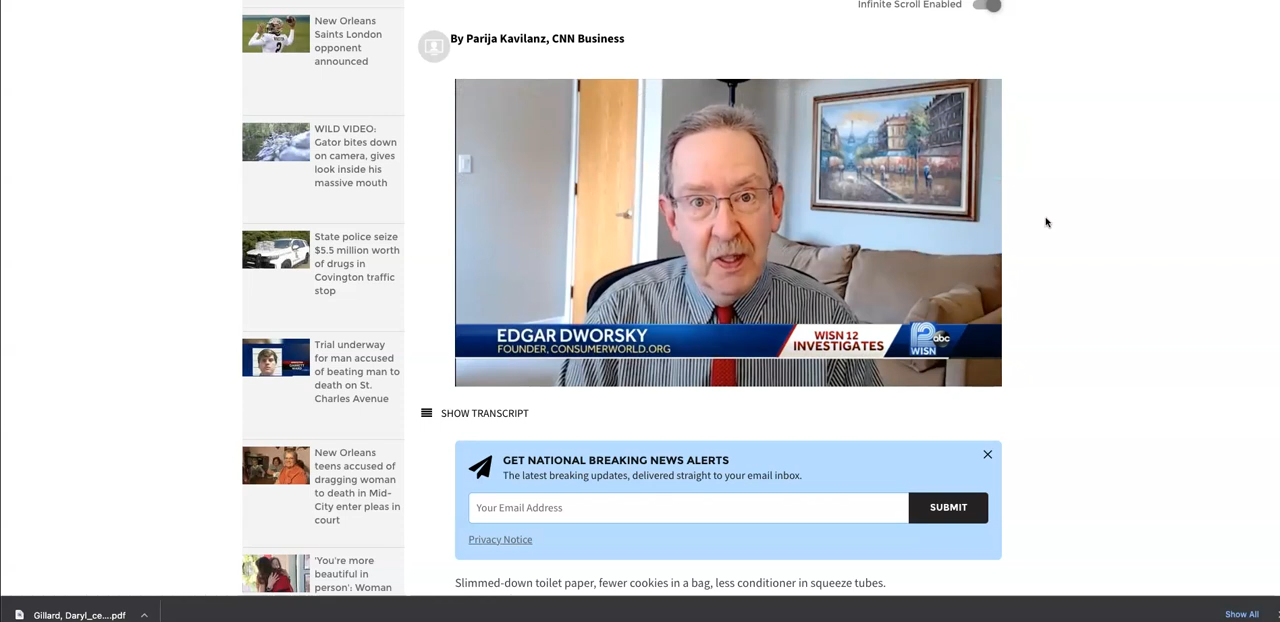 Infinite Scroll Enabled
New Orleans
Saints London
opponent
announced
WILD VIDEO:
Gator bites down
on camera, gives
look inside his
massive mouth
State police seize
$5.5 million worth
of drugs in
Covington traffic
stop
Trial underway
for man accused
of beating man to
death on St.
Charles Avenue
New Orleans
teens accused of
dragging woman
to death in Mid-
City enter pleas in
court
'You're more
beautiful in
person': Woman
By Parija Kavilanz, CNN Business
EDGAR DWORSKY
FOUNDER, CONSUMERWORLD.ORG
WISN 12
INVESTIGATES
12
abc
WISN
SHOW TRANSCRIPT
GET NATIONAL BREAKING NEWS ALERTS
The latest breaking updates, delivered straight to your email inbox.
Your Email Address
SUBMIT
Privacy Notice
Slimmed-down toilet paper, fewer cookies in a bag, less conditioner in squeeze tubes.
Gillard, Daryl_ce....pdf
Show All